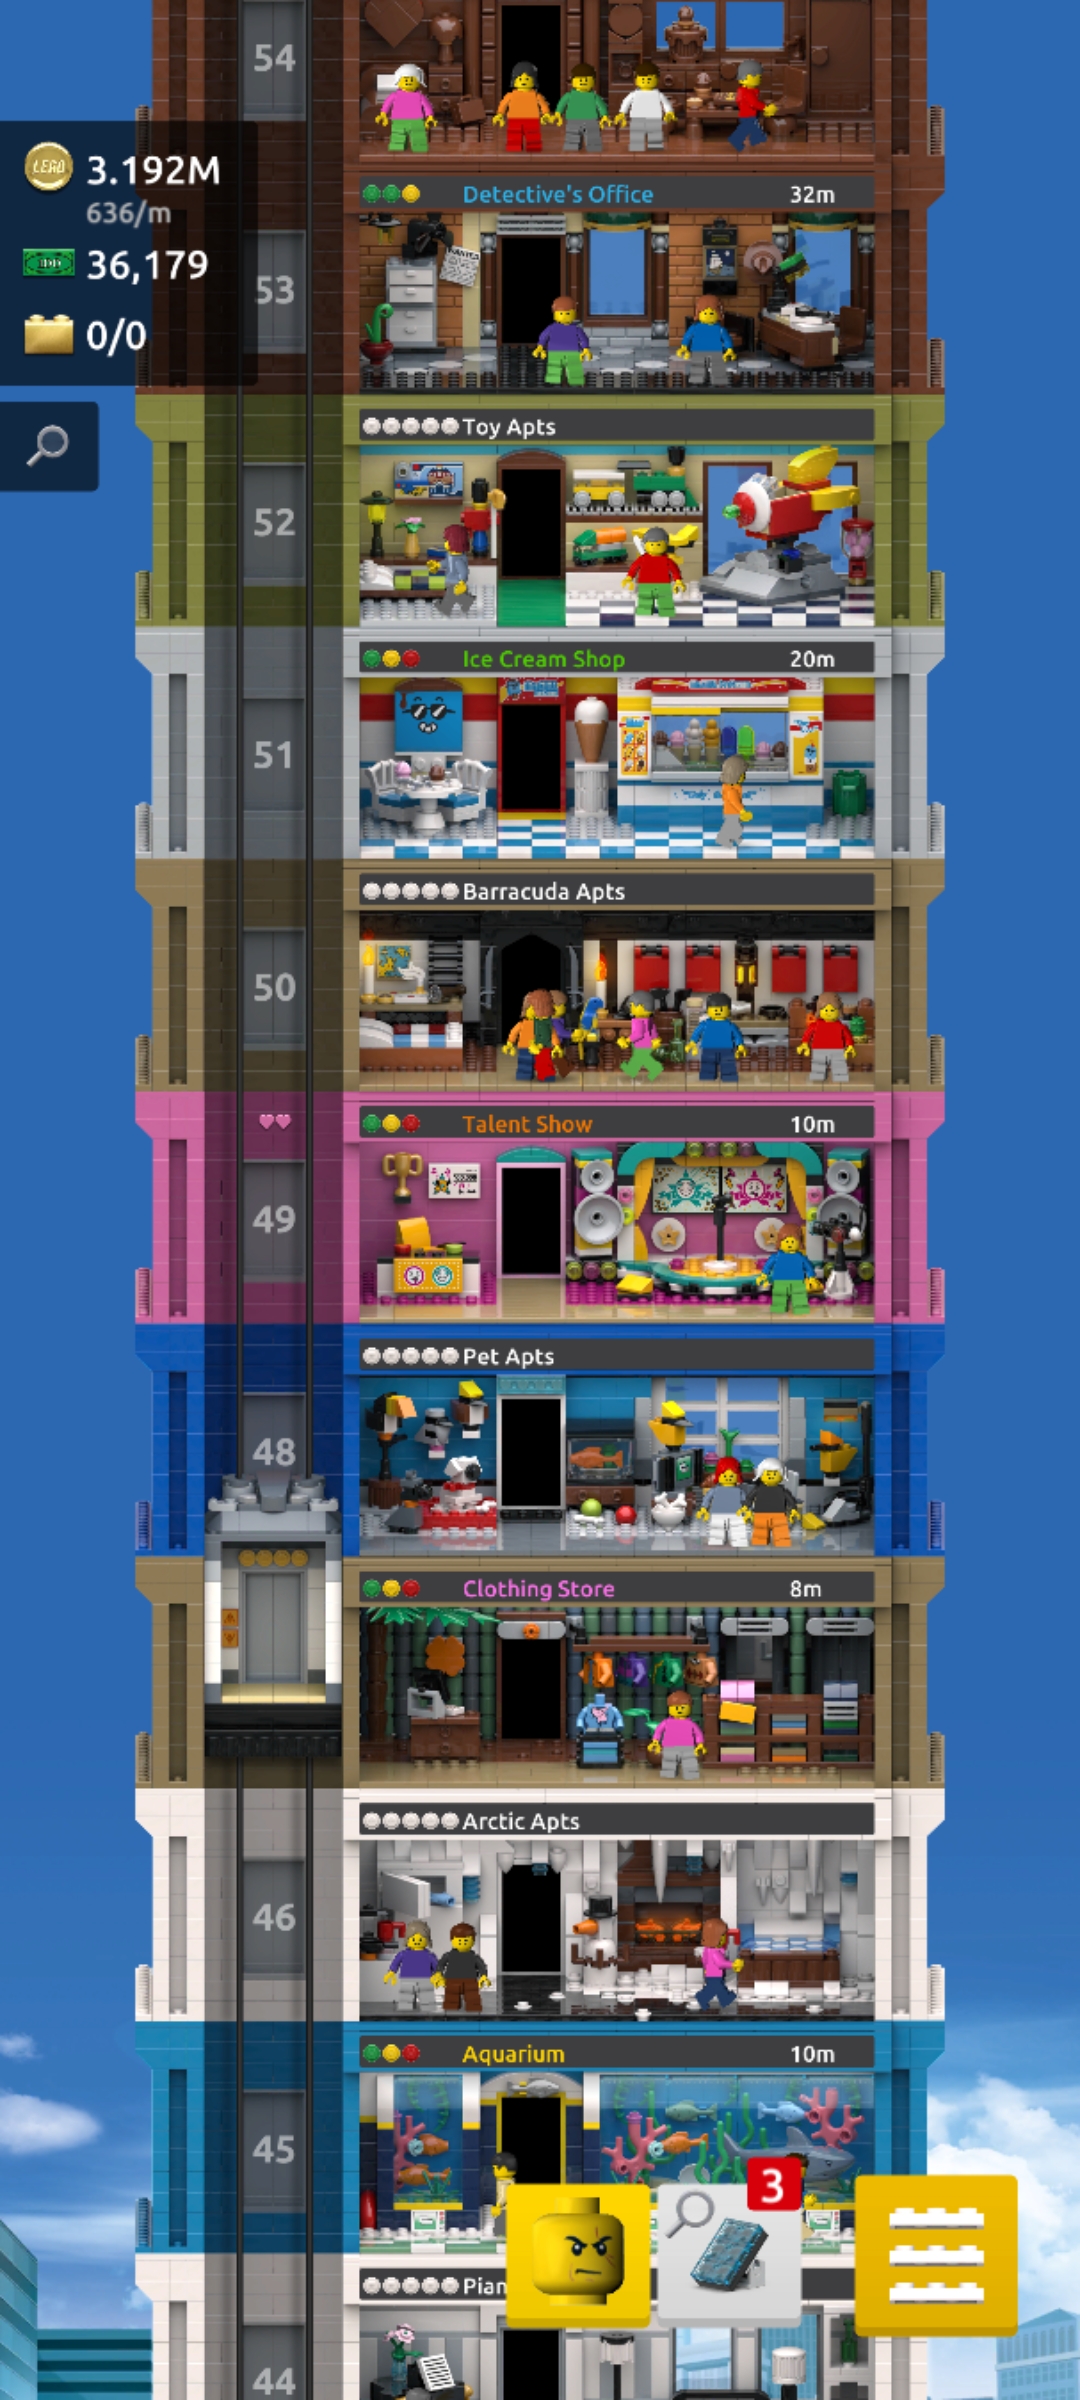 54
LEGO
3.192M
636/m
36,179
0/0
Detective's Office 32m
WANTED
53
Toy Apts
52
Ice Cream Shop 20m
51
Barracuda Apts
50
Talent Show 10m
49
Pet Apts
48
Clothing Store 8m
Arctic Apts
46
Aquarium 10m
45
3
Pian
44